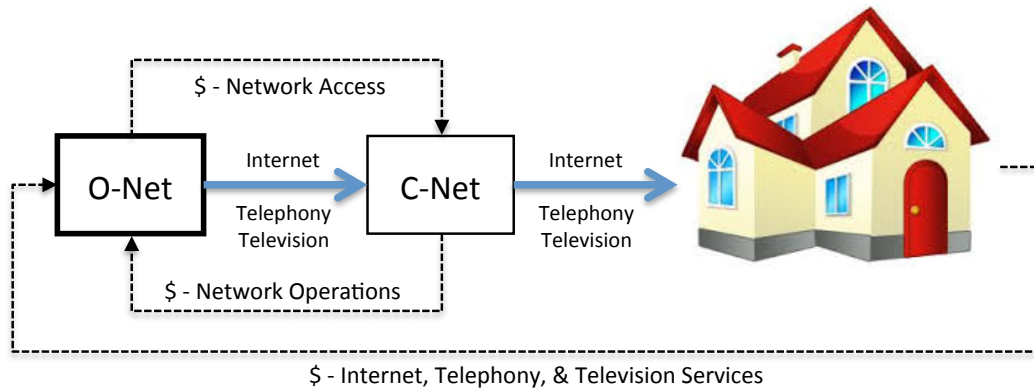 $ - Network Access
O-Net
Internet
Telephony
Television
C-Net
Internet
Telephony
Television
$ - Network Operations
$ - Internet, Telephony, & Television Services